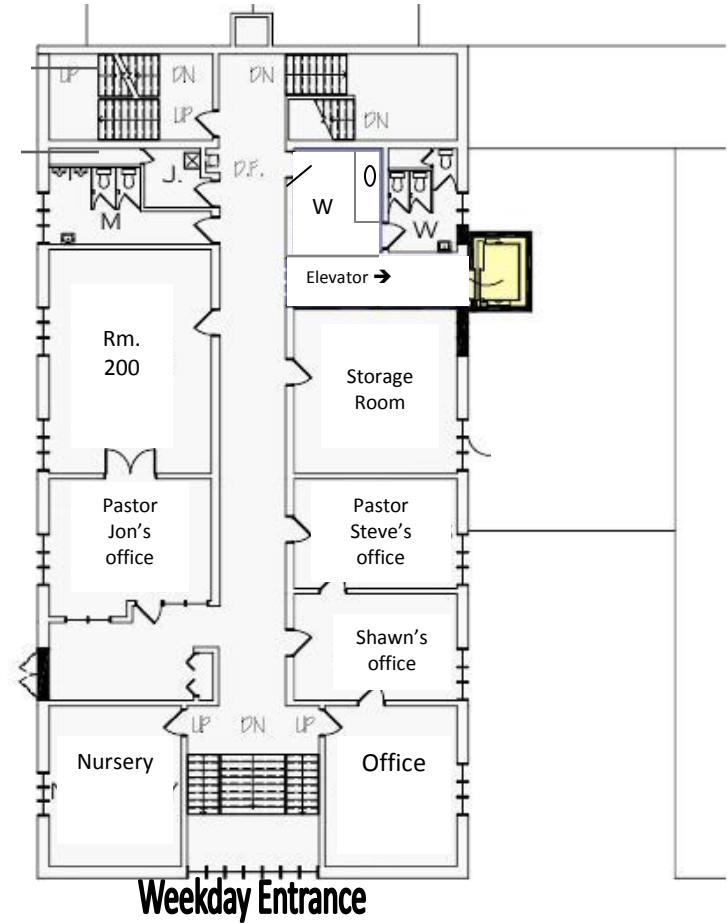 UP DN DN
UP DN
D.F.
J.
M W W
Elevator →
Rm.
200
Storage
Room
Pastor
Jon's
office
Pastor
Steve's
office
Shawn's
office
UP DN UP
Nursery
Office
Weekday Entrance